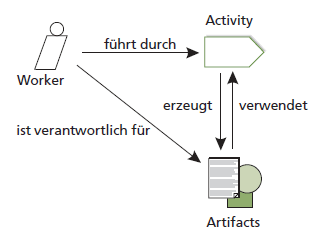 Activity
führt durch
Worker
erzeugt
verwendet
ist verantwortlich für
Artifacts